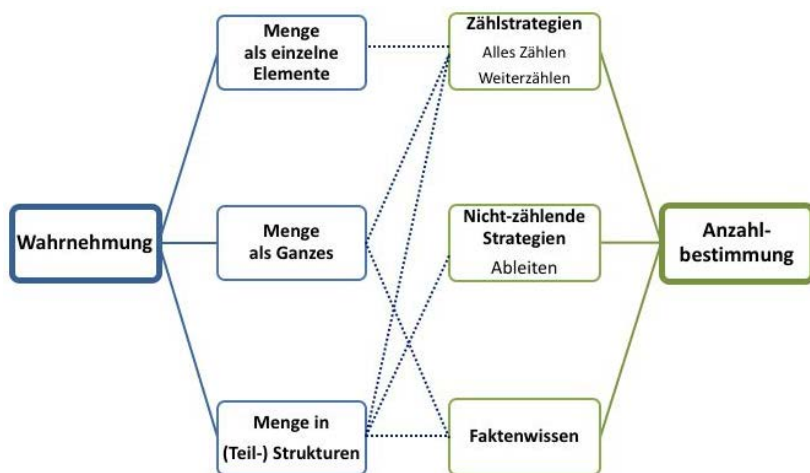 Wahrnehmung
Menge
als einzelne
Elemente
Menge
als Ganzes
Menge in
(Teil-) Strukturen
Zählstrategien
Alles Zählen
Weiterzählen
Nicht-zählende
Strategien
Ableiten
Faktenwissen
Anzahl-
bestimmung